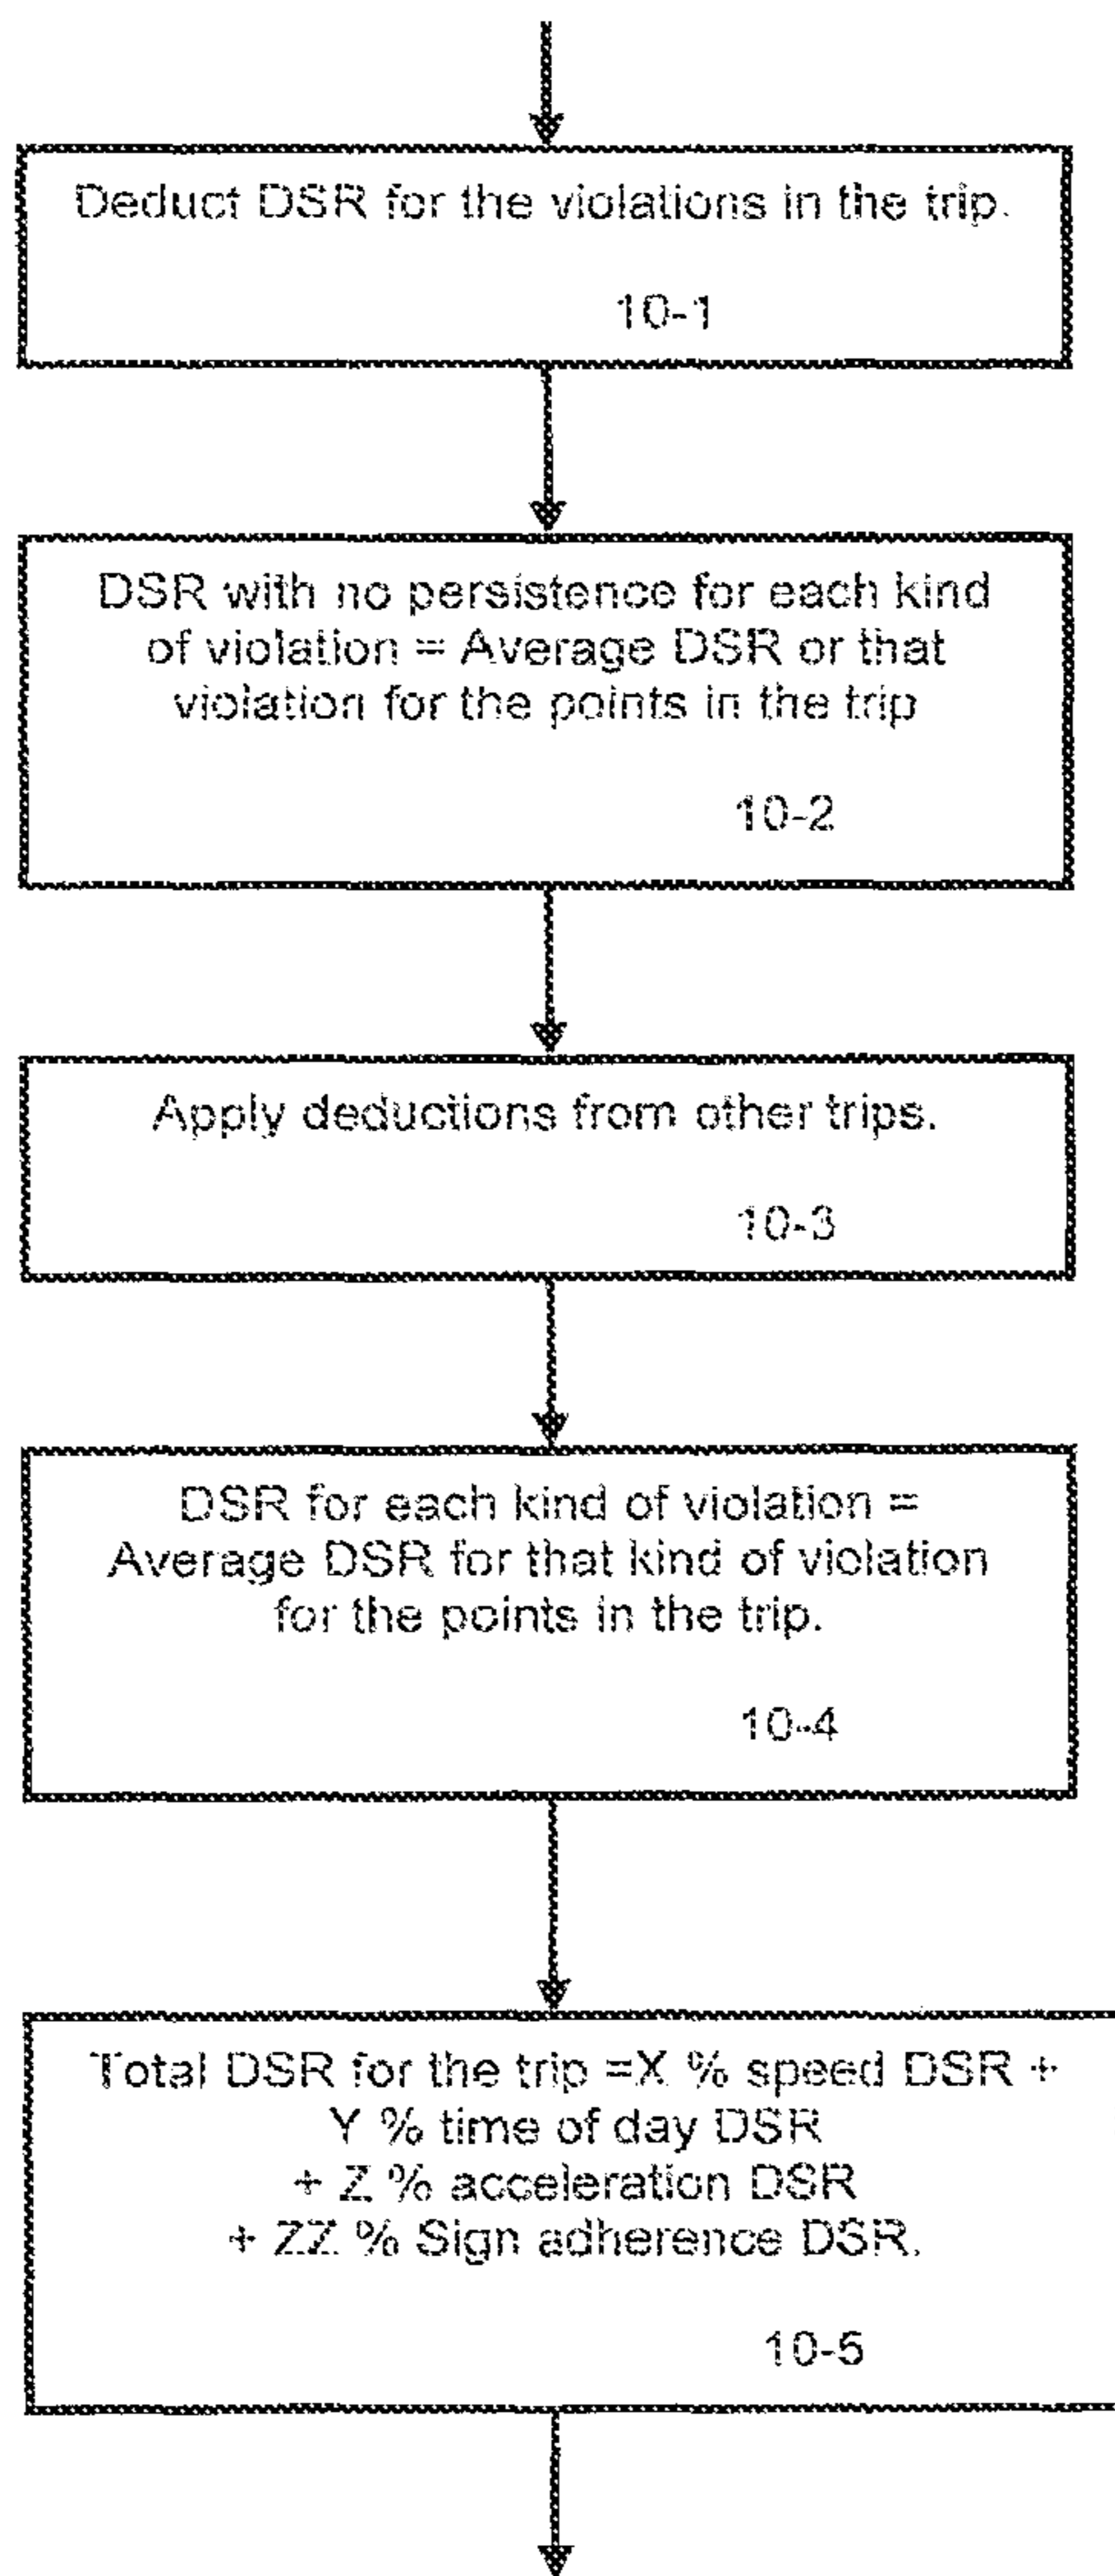 Deduct DSR for the violations in the trip.
10-1
DSR with no persistence for each kind
of violation = Average DSR or that
violation for the points in the trip
10-2
Apply deductions from other trips.
10-3
DSR for each kind of violation =
Average DSR for that kind of violation
for the points in the trip.
10-4
Total DSR for the trip =X % speed DSR +
Y % time of day DSR
+ Z % acceleration DSR
+ ZZ % Sign adherence DSR.
10-5